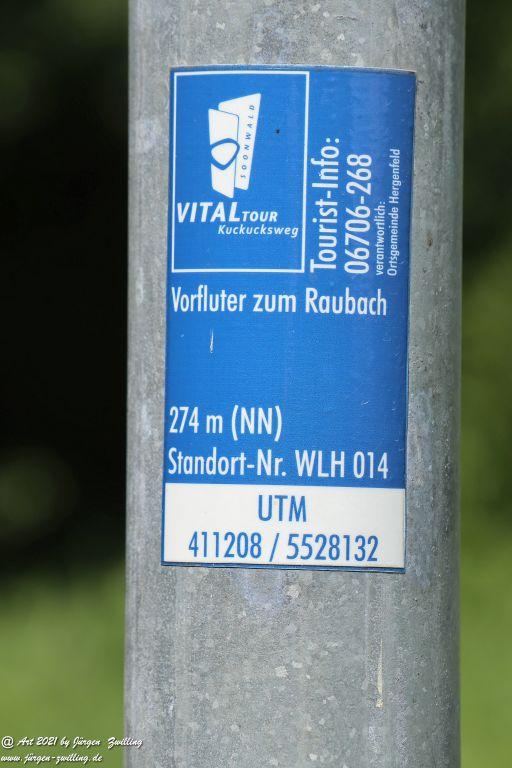 SOONWALD
VITALTOUR
Kuckucksweg
Tourist-Info:
06706-268
verantwortlich:
Ortsgemeinde Hergenfeld
Vorfluter zum Raubach
274 m (NN)
Standort-Nr. WLH 014
UTM
411208 / 5528132
@ Art 2021 by Jürgen Zwilling
www.jürgen-zwilling.de